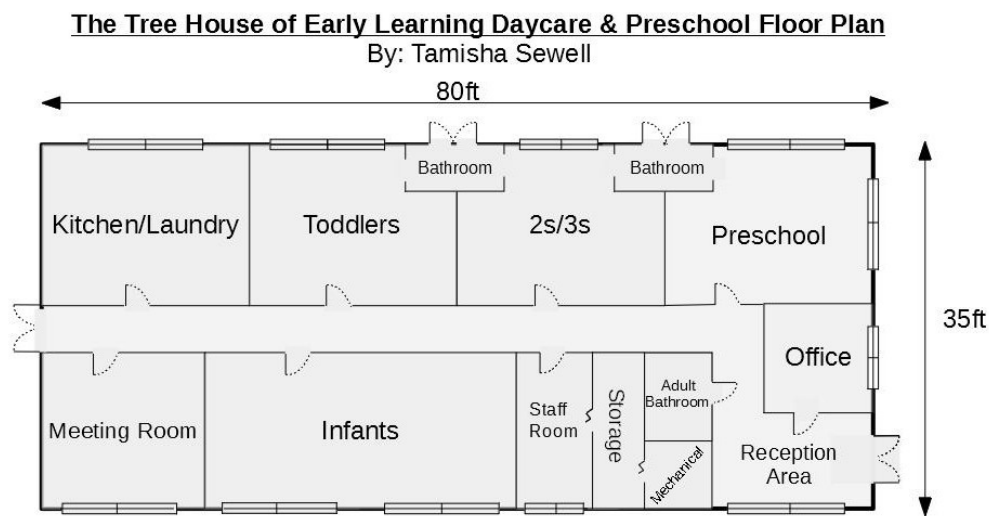 The Tree House of Early Learning Daycare & Preschool Floor Plan
By: Tamisha Sewell
80ft
Bathroom
Bathroom
Kitchen/Laundry
Toddlers
2s/3s
Preschool
35ft
Office
Meeting Room
Infants
Staff
Room
Storage
Adult
Bathroom
Mechanical
Reception
Area